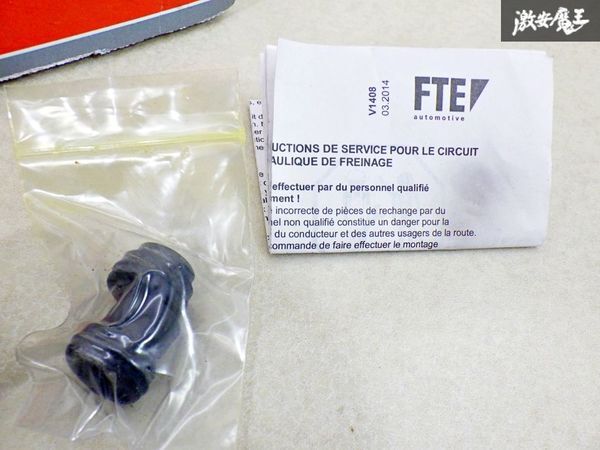 激安魔王
V1408
03.2014
FTE
automotive
UCTIONS DE SERVICE POUR LE CIRCUIT
AULIQUE DE FREINAGE
effectuer par du personnel qualifié
ment !
e incorrecte de pièces de rechange par du
nel non qualifié constitue un danger pour la
du conducteur et des autres usagers de la route.
commande de faire effectuer le montage